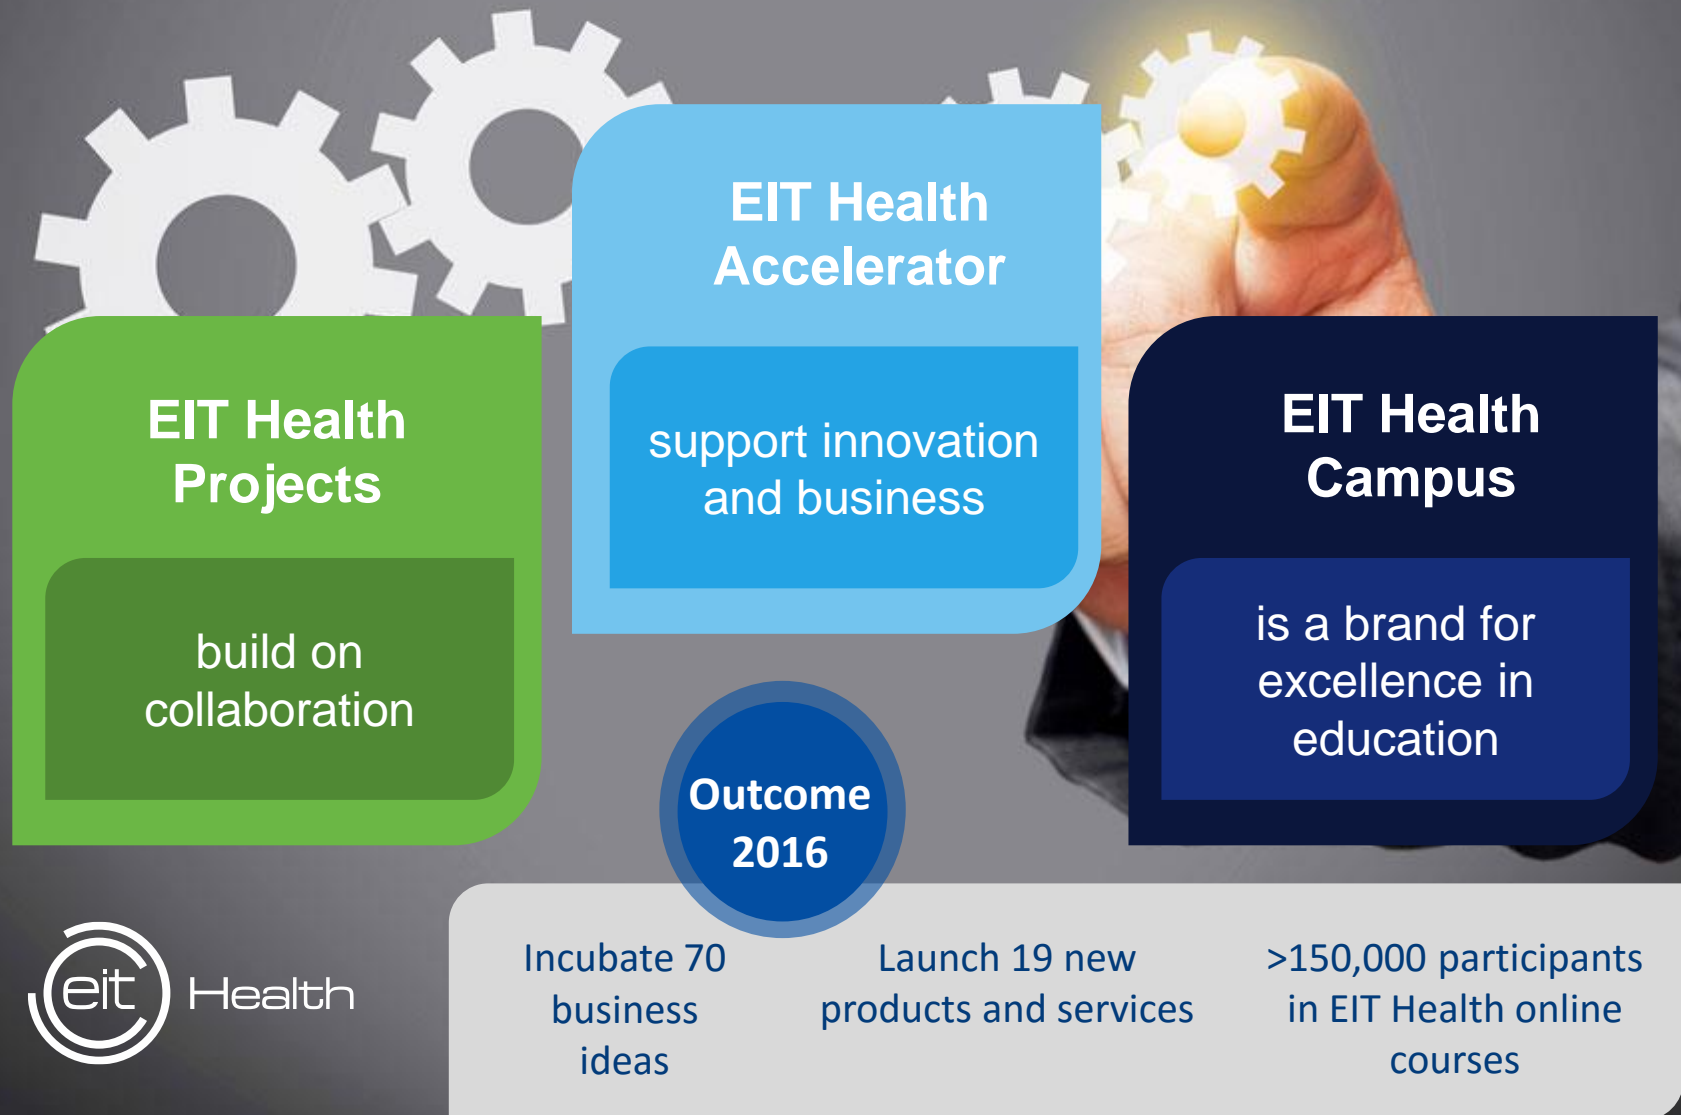 EIT Health
Accelerator
support innovation
and business
EIT Health
Projects
build on
collaboration
EIT Health
Campus
is a brand for
excellence in
education
Outcome
2016
Incubate 70
business
ideas
Launch 19 new
products and services
>150,000 participants
in EIT Health online
courses
eit Health